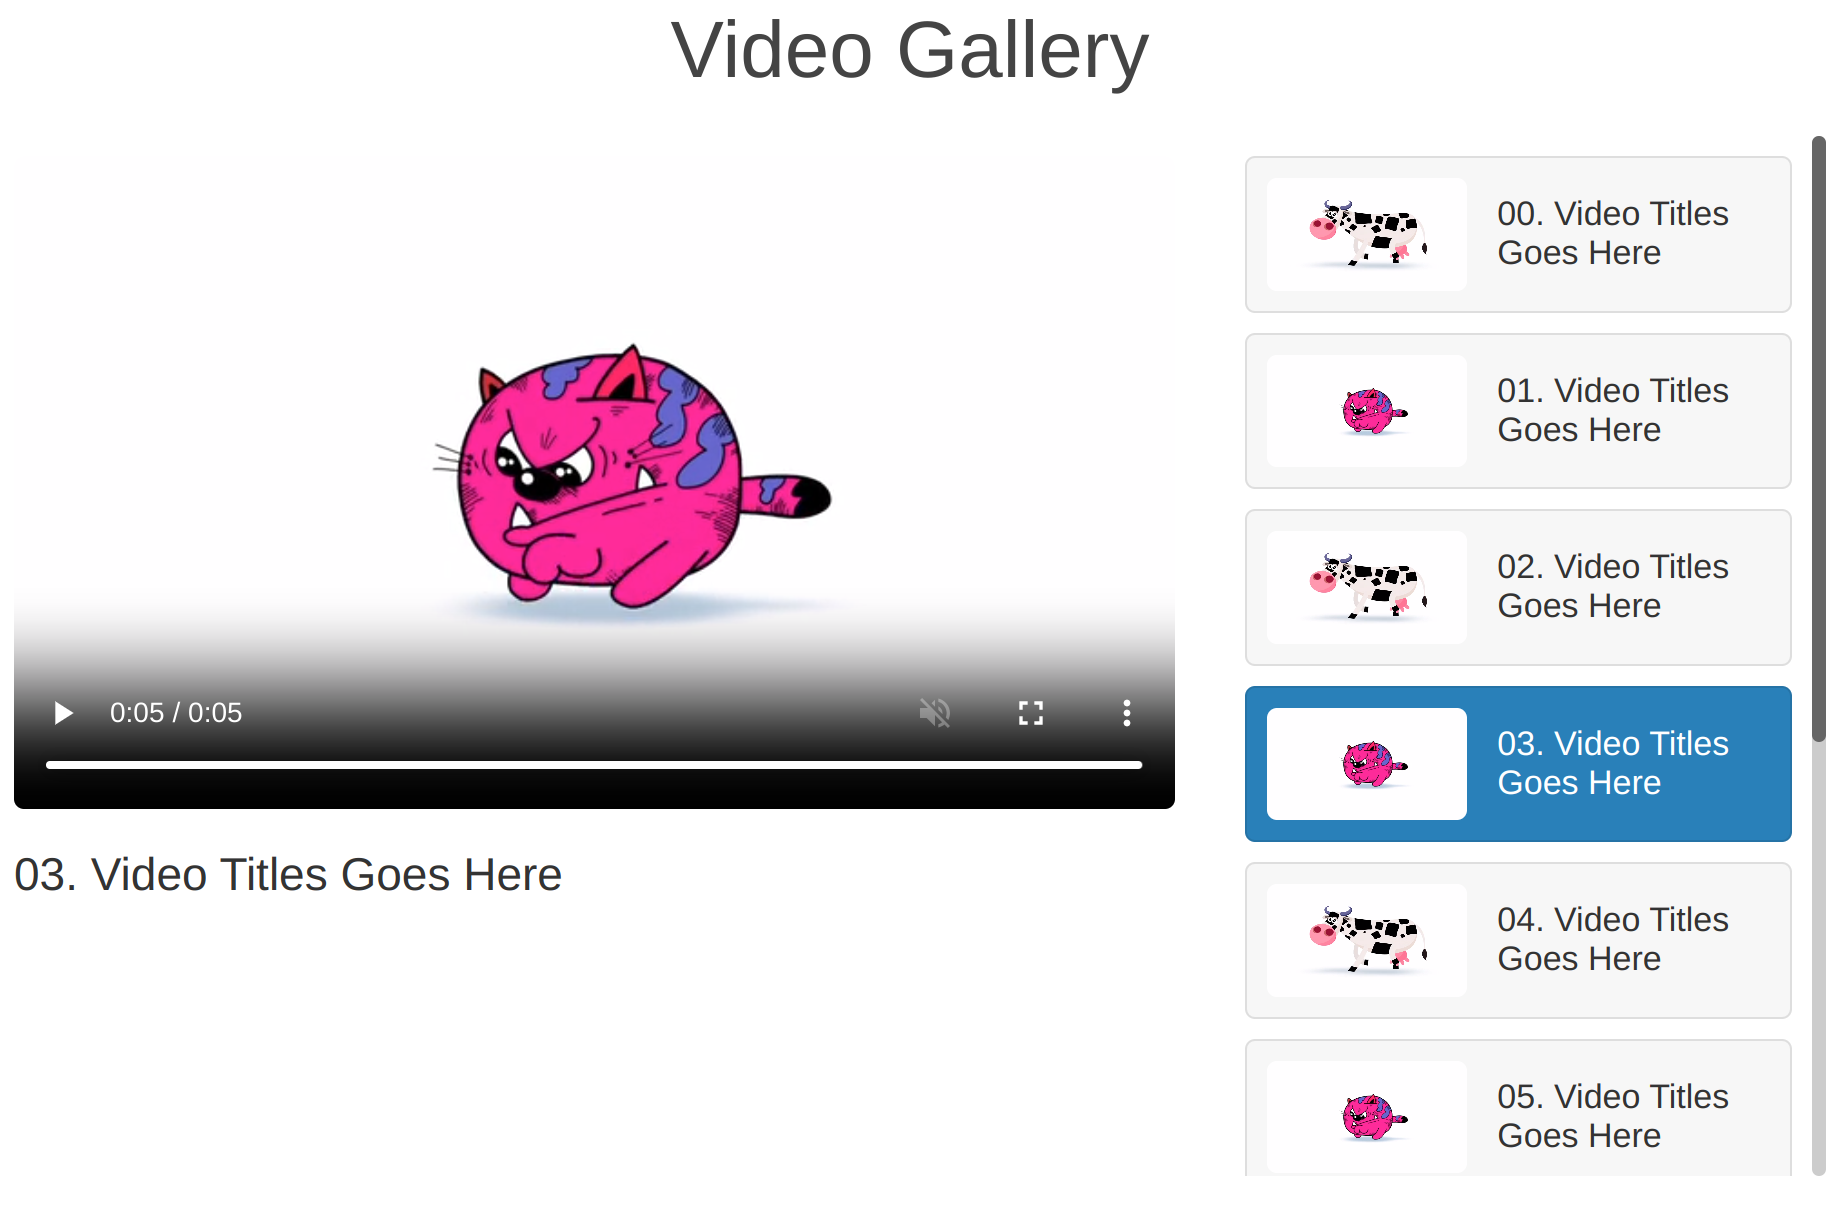 Video Gallery
0:05 / 0:05
03. Video Titles Goes Here
00. Video Titles
Goes Here
01. Video Titles
Goes Here
02. Video Titles
Goes Here
03. Video Titles
Goes Here
04. Video Titles
Goes Here
05. Video Titles
Goes Here